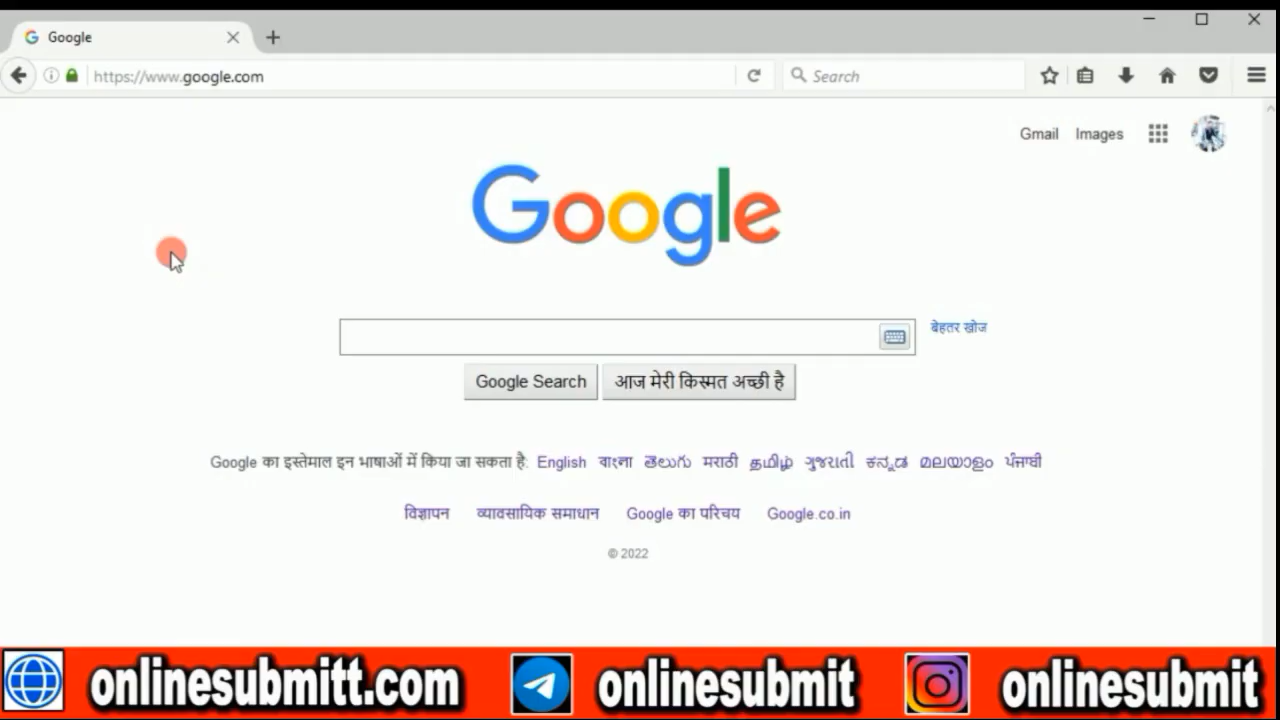 Google
https://www.google.com
Search
Gmail Images
Google
बेहतर खोज
Google Search आज मेरी किस्मत अच्छी है
Google का इस्तेमाल इन भाषाओं में किया जा सकता है: English বাংলা తెలుగు मराठी தமிழ் ગુજરાતી ಕನ್ನಡ മലയാളം ਪੰਜਾਬੀ
विज्ञापन व्यावसायिक समाधान Google का परिचय Google.co.in
© 2022
onlinesubmitt.com onlinesubmit onlinesubmit